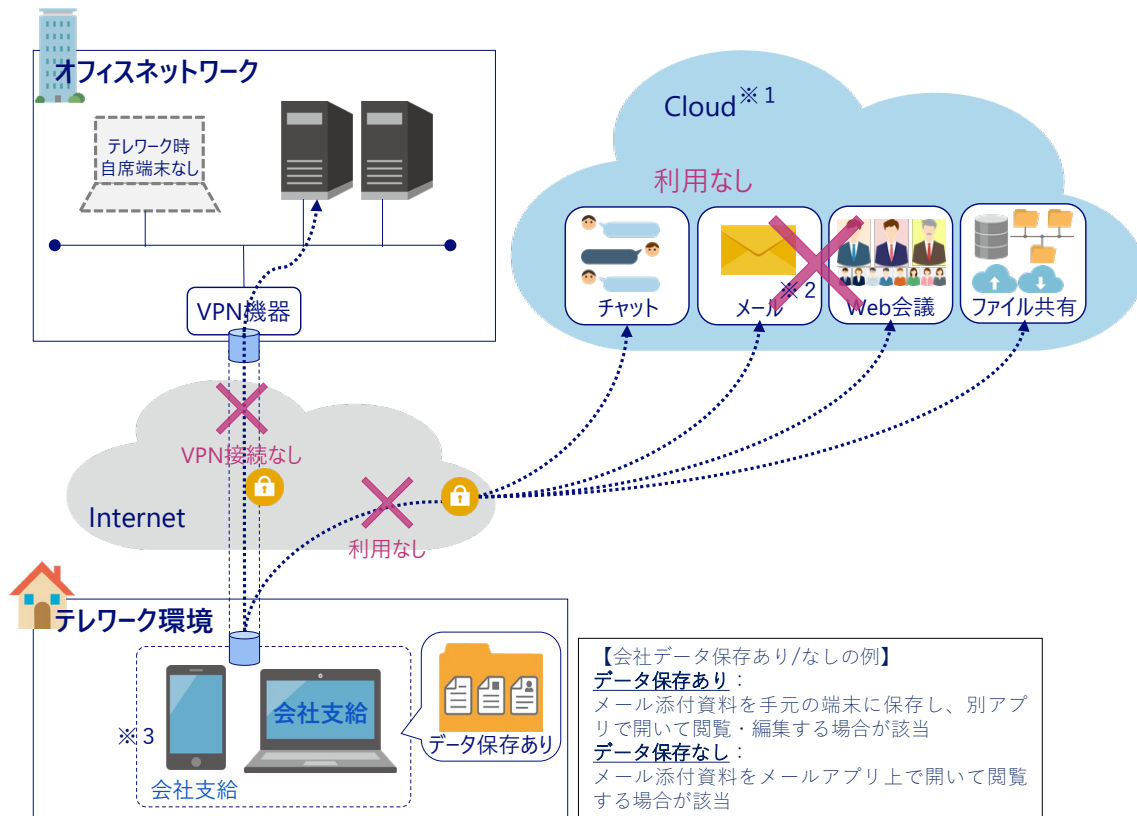 オフィスネットワーク
テレワーク時
自席端末なし
VPN機器
Cloud※1
利用なし
チャット
メール※2
Web会議
ファイル共有
VPN接続なし
Internet
利用なし
テレワーク環境
※3
会社支給
会社支給
データ保存あり
【会社データ保存あり/なしの例】
データ保存あり：
メール添付資料を手元の端末に保存し、別アプ
リで開いて閲覧・編集する場合が該当
データ保存なし：
メール添付資料をメールアプリ上で開いて閲覧
する場合が該当